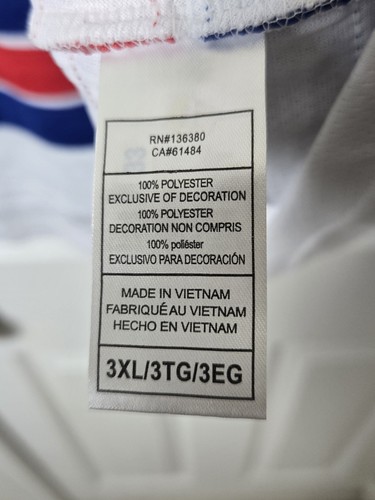 RN#136380
CA#61484
100% POLYESTER
EXCLUSIVE OF DECORATION
100% POLYESTER
DECORATION NON COMPRIS
100% poliéster
EXCLUSIVO PARA DECORACIÓN
MADE IN VIETNAM
FABRIQUÉ AU VIETNAM
HECHO EN VIETNAM
3XL/3TG/3EG